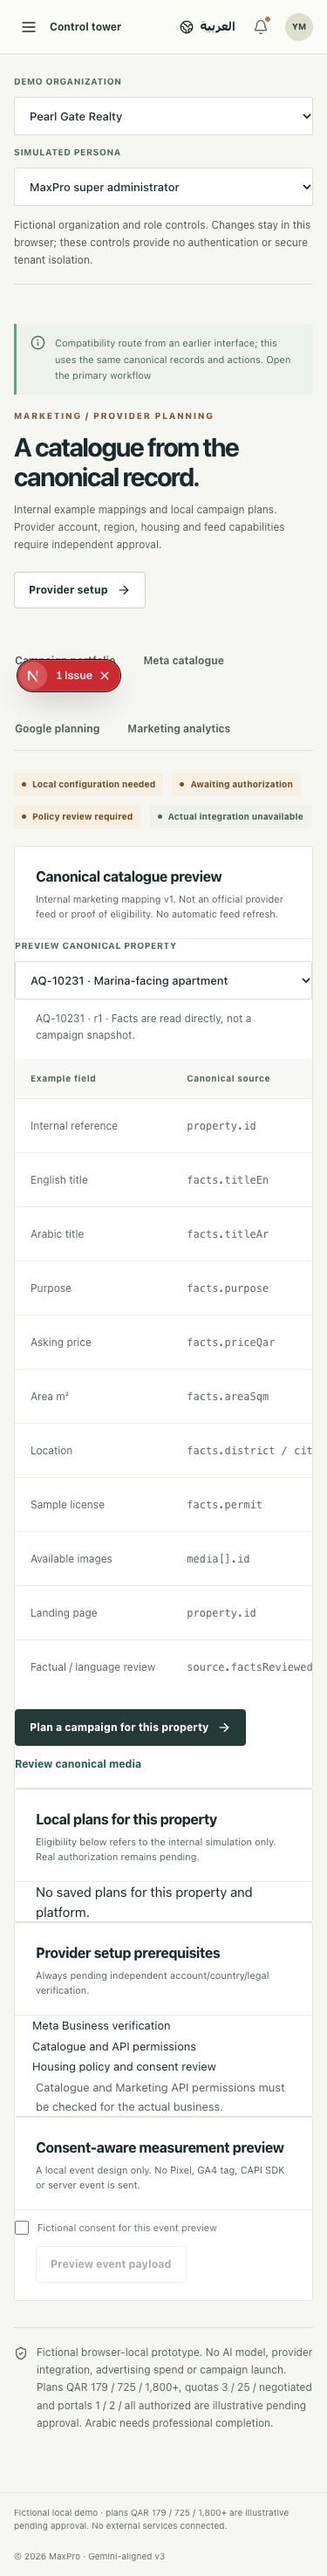 Control tower
العربية
YM
DEMO ORGANIZATION
Pearl Gate Realty
SIMULATED PERSONA
MaxPro super administrator
Fictional organization and role controls. Changes stay in this
browser; these controls provide no authentication or secure
tenant isolation.
Compatibility route from an earlier interface; this
uses the same canonical records and actions. Open
the primary workflow
MARKETING / PROVIDER PLANNING
A catalogue from the
canonical record.
Internal example mappings and local campaign plans.
Provider account, region, housing and feed capabilities
require independent approval.
Provider setup
Meta catalogue
1 Issue
Google planning
Marketing analytics
Local configuration needed
Awaiting authorization
Policy review required
Actual integration unavailable
Canonical catalogue preview
Internal marketing mapping v1. Not an official provider
feed or proof of eligibility. No automatic feed refresh.
PREVIEW CANONICAL PROPERTY
AQ-10231 · Marina-facing apartment
AQ-10231 · r1 · Facts are read directly, not a
campaign snapshot.
Example field
Canonical source
Internal reference
property.id
English title
facts.titleEn
Arabic title
facts.titleAr
Purpose
facts.purpose
Asking price
facts.priceQar
Area m²
facts.areaSqm
Location
facts.district / cit
Sample license
facts.permit
Available images
media[].id
Landing page
property.id
Factual / language review
source.factsReviewed
Plan a campaign for this property
Review canonical media
Local plans for this property
Eligibility below refers to the internal simulation only.
Real authorization remains pending.
No saved plans for this property and
platform.
Provider setup prerequisites
Always pending independent account/country/legal
verification.
Meta Business verification
Catalogue and API permissions
Housing policy and consent review
Catalogue and Marketing API permissions must
be checked for the actual business.
Consent-aware measurement preview
A local event design only. No Pixel, GA4 tag, CAPI SDK
or server event is sent.
Fictional consent for this event preview
Preview event payload
Fictional browser-local prototype. No AI model, provider
integration, advertising spend or campaign launch.
Plans QAR 179 / 725 / 1,800+, quotas 3 / 25 / negotiated
and portals 1 / 2 / all authorized are illustrative pending
approval. Arabic needs professional completion.
Fictional local demo · plans QAR 179 / 725 / 1,800+ are illustrative
pending approval. No external services connected.
© 2026 MaxPro · Gemini-aligned v3